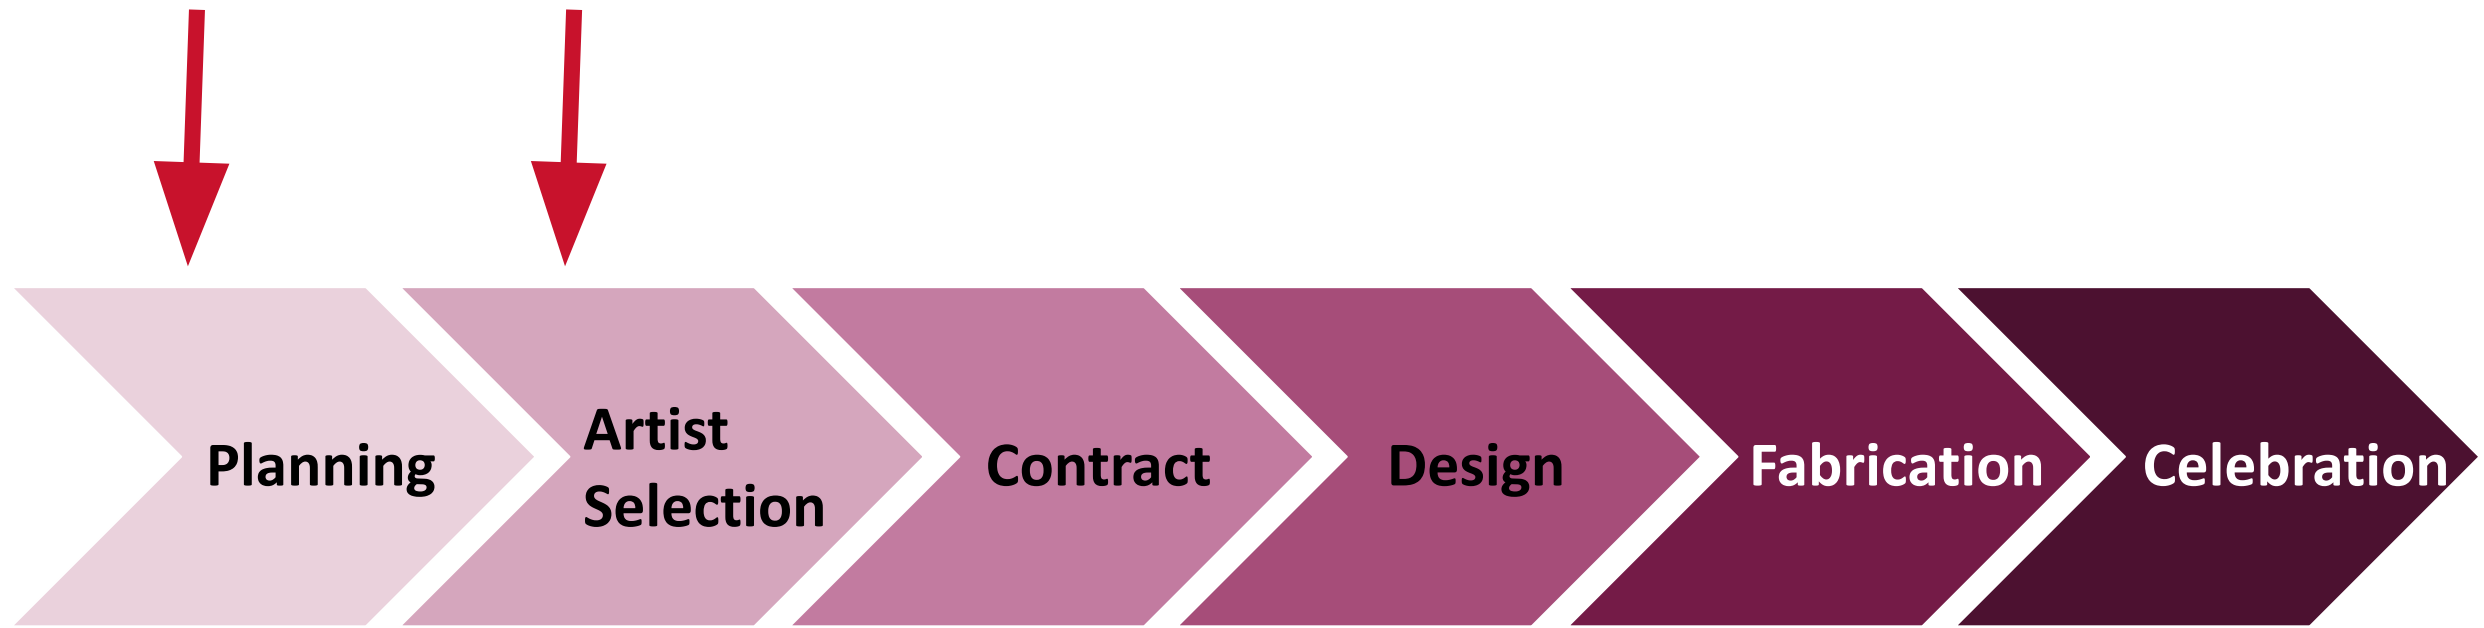 Planning
Artist
Selection
Contract
Design
Fabrication
Celebration